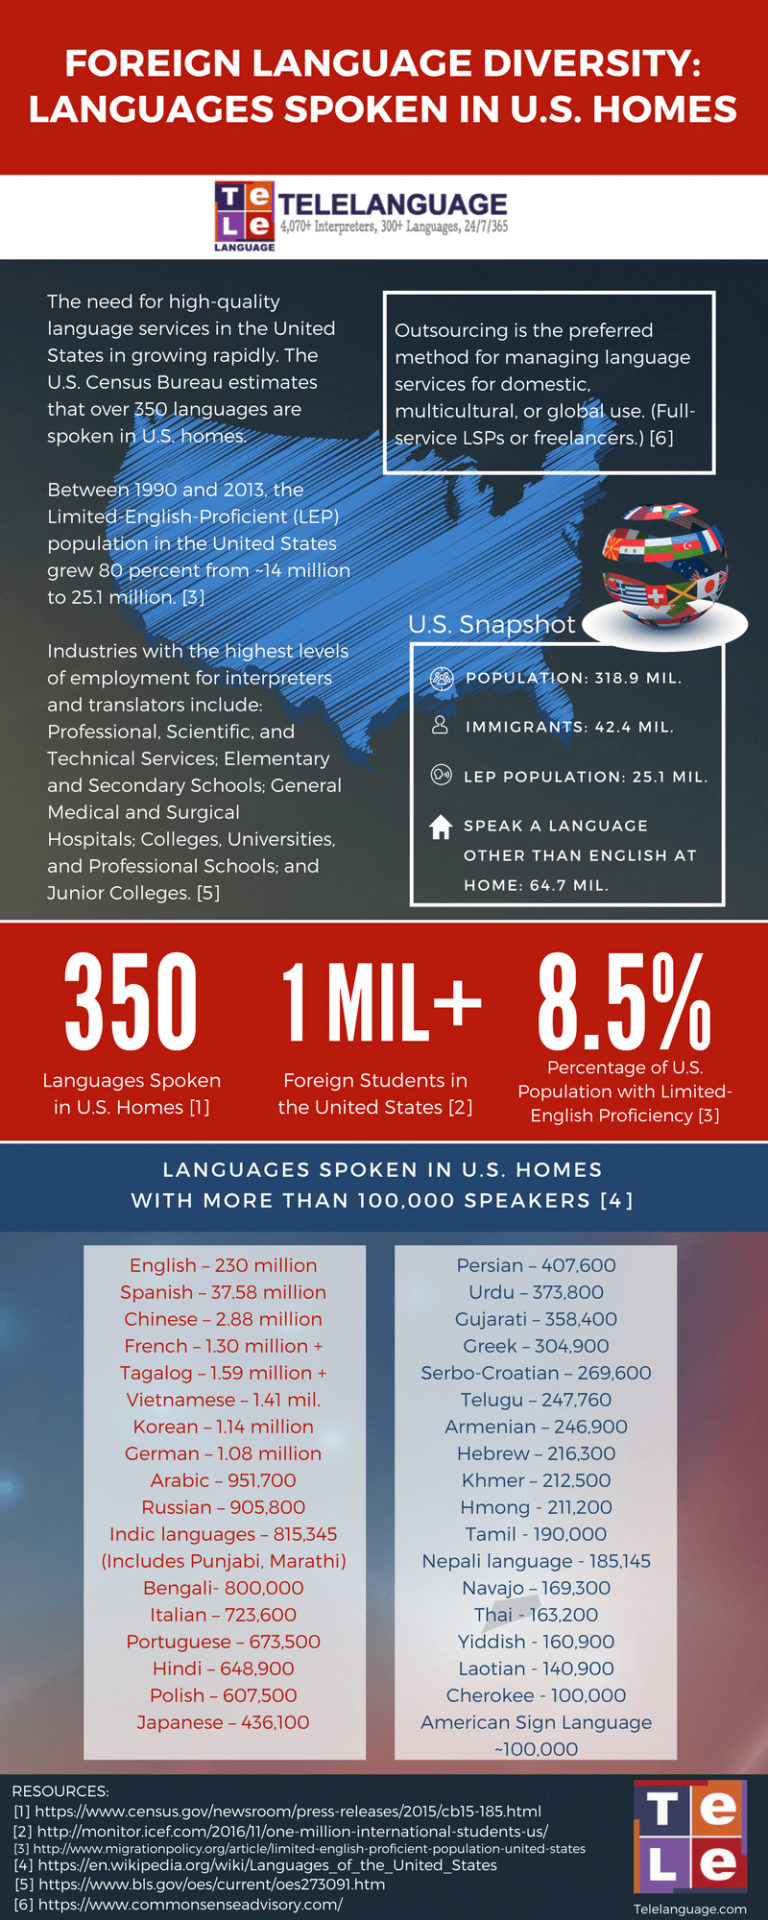 FOREIGN LANGUAGE DIVERSITY:
LANGUAGES SPOKEN IN U.S. HOMES
Te
Le
LANGUAGE
TELELANGUAGE
4,070+ Interpreters, 300+ Languages, 24/7/365
The need for high-quality
language services in the United
States in growing rapidly. The
U.S. Census Bureau estimates
that over 350 languages are
spoken in U.S. homes.
Between 1990 and 2013, the
Limited-English-Proficient (LEP)
population in the United States
grew 80 percent from ~14 million
to 25.1 million. [3]
Industries with the highest levels
of employment for interpreters
and translators include:
Professional, Scientific, and
Technical Services; Elementary
and Secondary Schools; General
Medical and Surgical
Hospitals; Colleges, Universities,
and Professional Schools; and
Junior Colleges. [5]
Outsourcing is the preferred
method for managing language
services for domestic,
multicultural, or global use. (Full-
service LSPs or freelancers.) [6]
U.S. Snapshot
POPULATION: 318.9 MIL.
IMMIGRANTS: 42.4 MIL.
LEP POPULATION: 25.1 MIL.
SPEAK A LANGUAGE
OTHER THAN ENGLISH AT
HOME: 64.7 MIL.
350
Languages Spoken
in U.S. Homes [1]
1 MIL+
Foreign Students in
the United States [2]
8.5%
Percentage of U.S.
Population with Limited-
English Proficiency [3]
LANGUAGES SPOKEN IN U.S. HOMES
WITH MORE THAN 100,000 SPEAKERS [4]
English – 230 million
Spanish – 37.58 million
Chinese – 2.88 million
French – 1.30 million +
Tagalog – 1.59 million +
Vietnamese – 1.41 mil.
Korean – 1.14 million
German – 1.08 million
Arabic – 951,700
Russian – 905,800
Indic languages – 815,345
(Includes Punjabi, Marathi)
Bengali- 800,000
Italian – 723,600
Portuguese – 673,500
Hindi – 648,900
Polish – 607,500
Japanese – 436,100
Persian – 407,600
Urdu – 373,800
Gujarati – 358,400
Greek – 304,900
Serbo-Croatian – 269,600
Telugu – 247,760
Armenian – 246,900
Hebrew – 216,300
Khmer – 212,500
Hmong - 211,200
Tamil - 190,000
Nepali language - 185,145
Navajo – 169,300
Thai - 163,200
Yiddish - 160,900
Laotian - 140,900
Cherokee - 100,000
American Sign Language
~100,000
RESOURCES:
[1] https://www.census.gov/newsroom/press-releases/2015/cb15-185.html
[2] http://monitor.icef.com/2016/11/one-million-international-students-us/
[3] http://www.migrationpolicy.org/article/limited-english-proficient-population-united-states
[4] https://en.wikipedia.org/wiki/Languages_of_the_United_States
[5] https://www.bls.gov/oes/current/oes273091.htm
[6] https://www.commonsenseadvisory.com/
Te
Le
Telelanguage.com